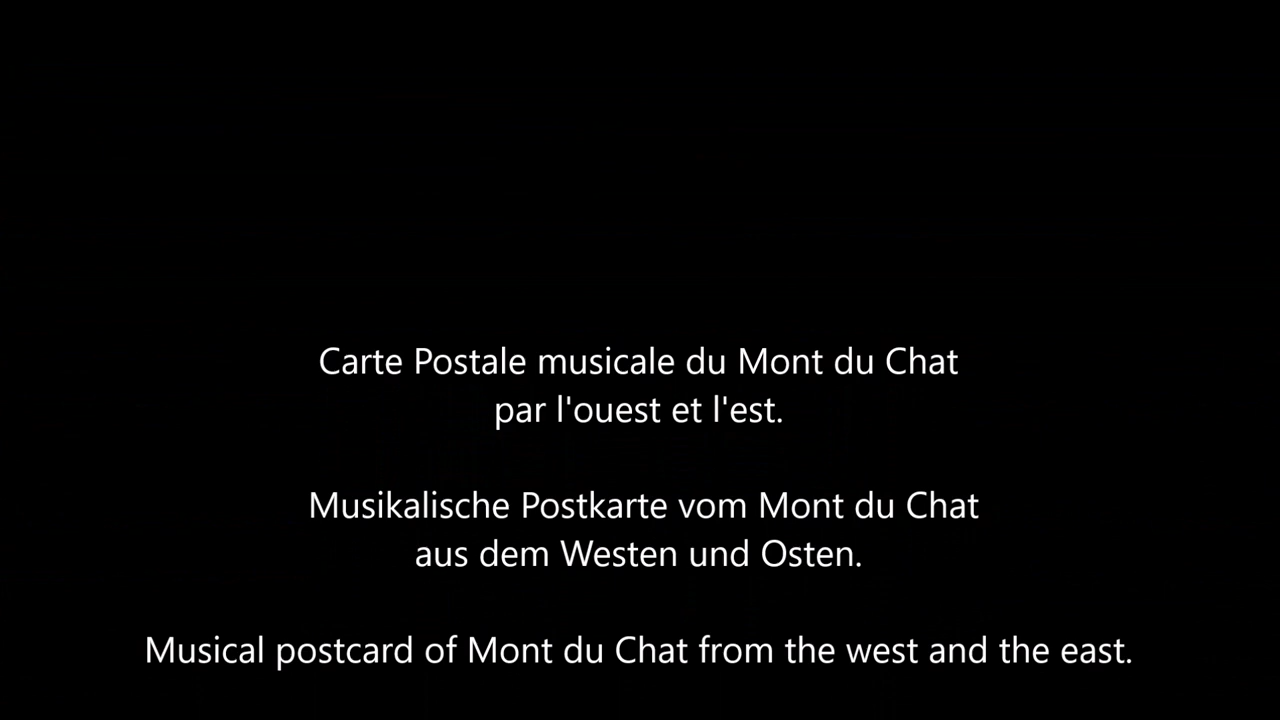 Carte Postale musicale du Mont du Chat
par l'ouest et l'est.
Musikalische Postkarte vom Mont du Chat
aus dem Westen und Osten.
Musical postcard of Mont du Chat from the west and the east.